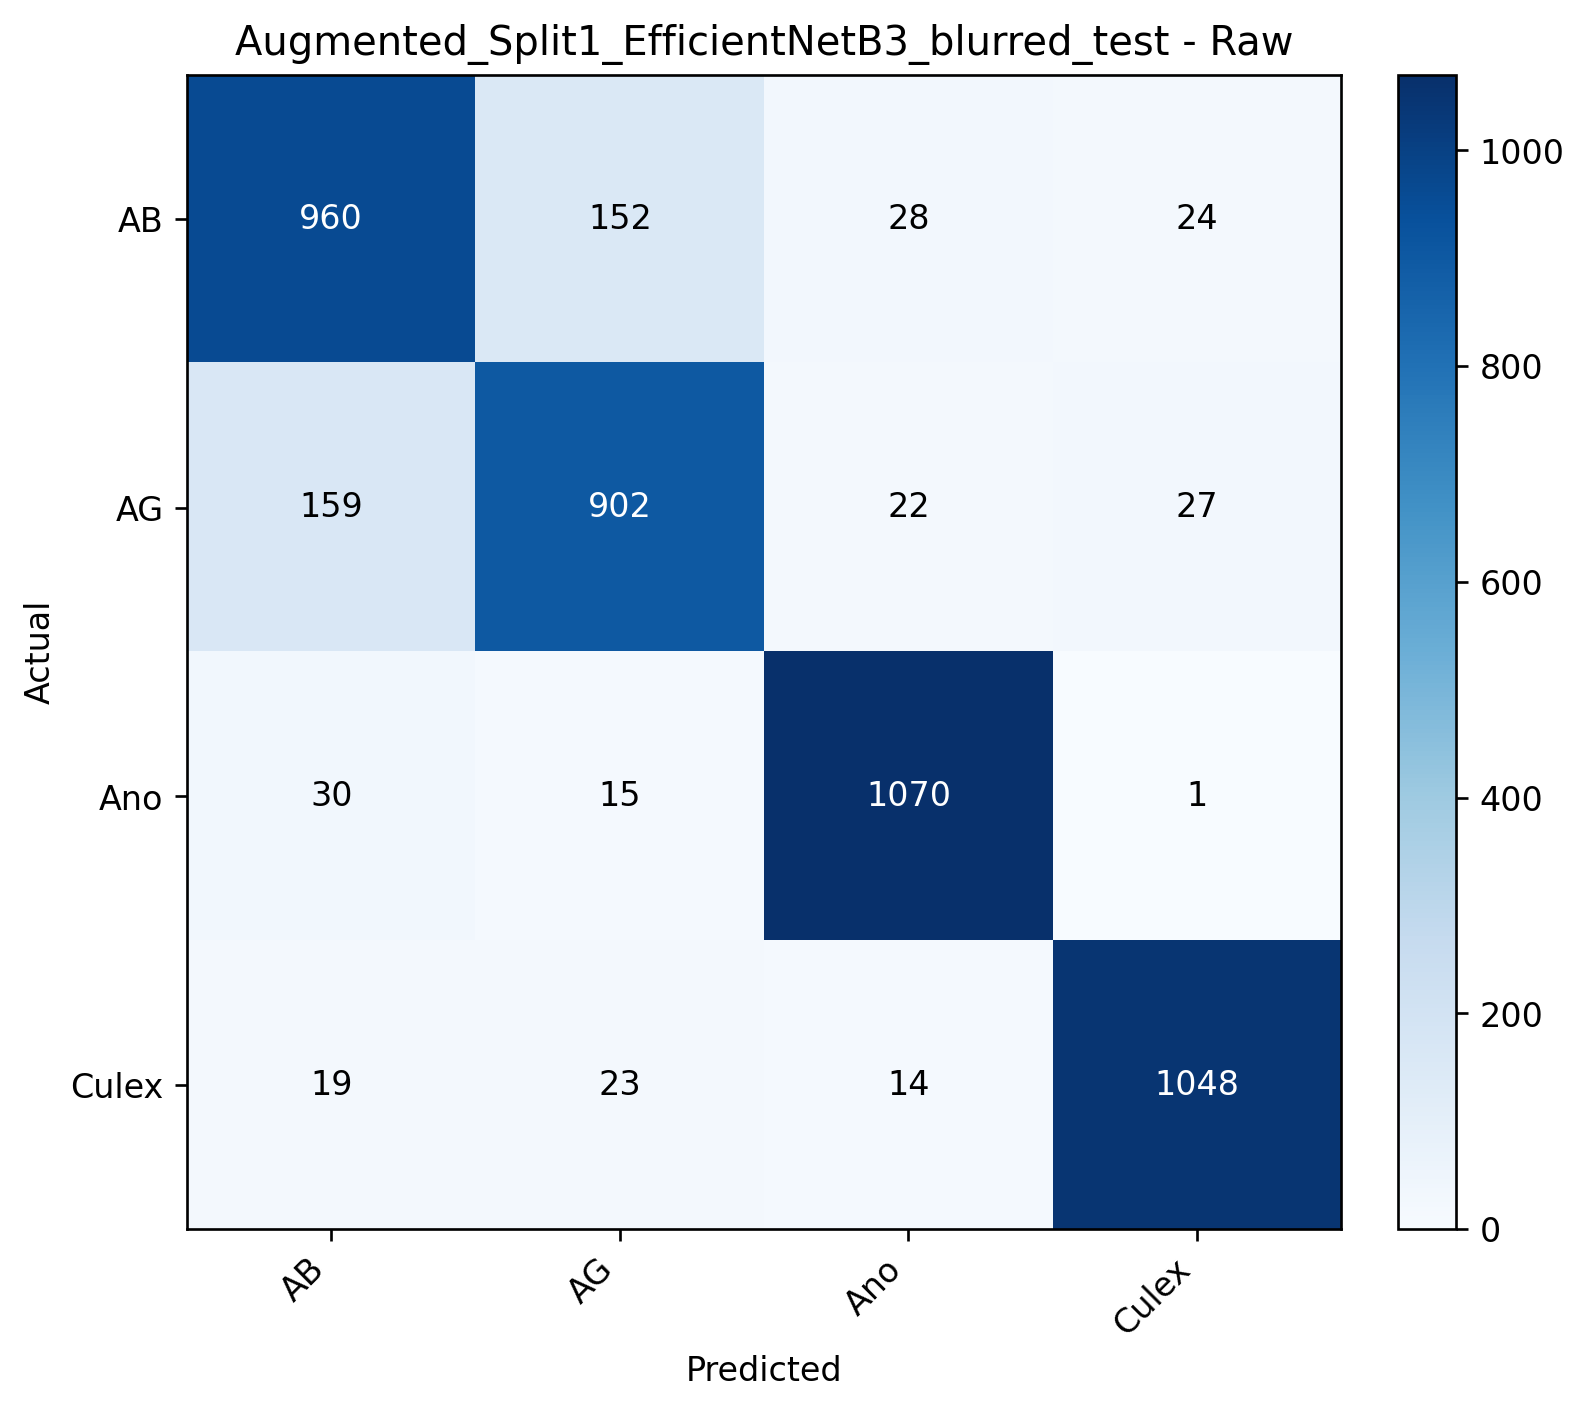 Augmented_Split1_EfficientNetB3_blurred_test - Raw
AB 960 152 28 24
AG 159 902 22 27
Ano 30 15 1070 1
Culex 19 23 14 1048
AB AG Ano Culex
Predicted
Actual
1000
800
600
400
200
0